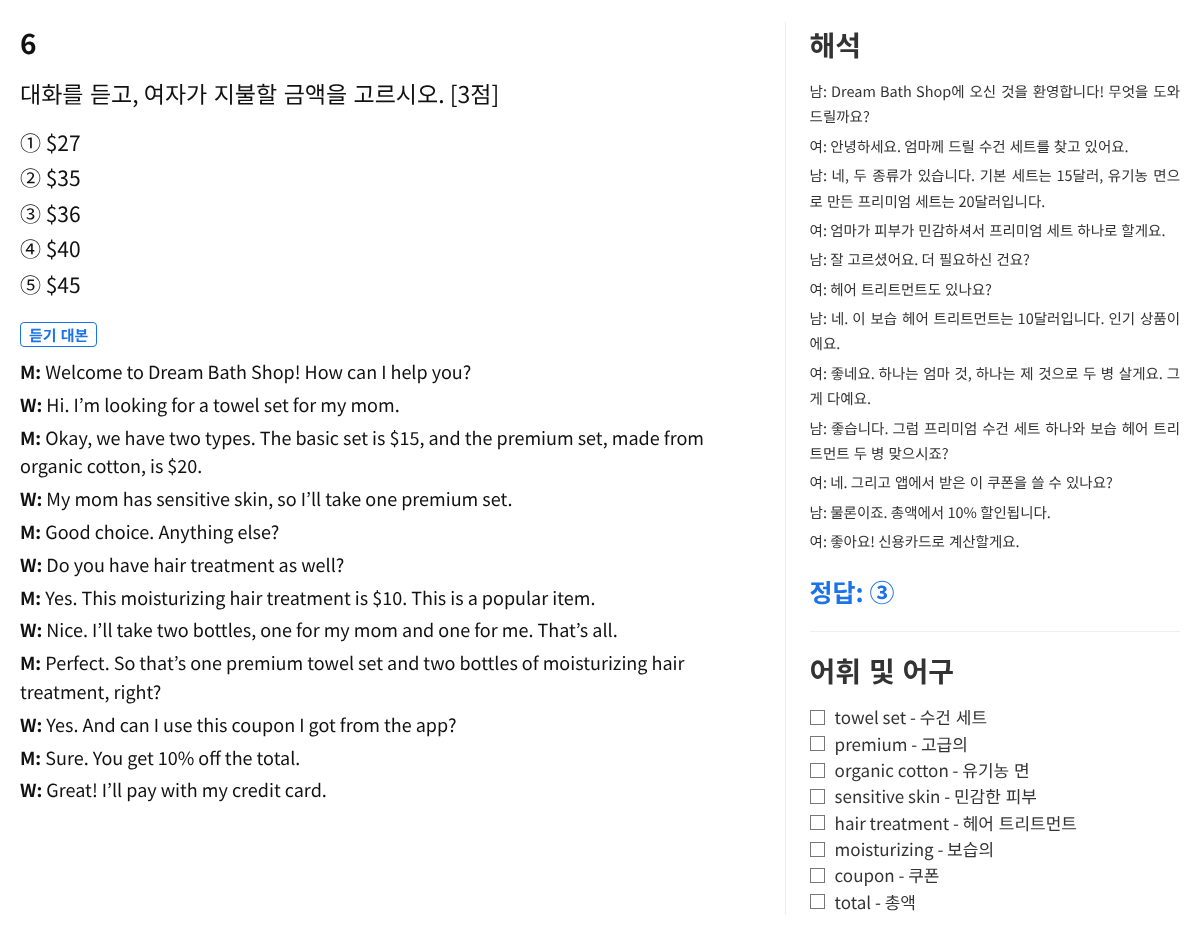 6
대화를 듣고, 여자가 지불할 금액을 고르시오. [3점]
① $27
② $35
③ $36
④ $40
⑤ $45
듣기 대본
M: Welcome to Dream Bath Shop! How can I help you?
W: Hi. I’m looking for a towel set for my mom.
M: Okay, we have two types. The basic set is $15, and the premium set, made from
organic cotton, is $20.
W: My mom has sensitive skin, so I’ll take one premium set.
M: Good choice. Anything else?
W: Do you have hair treatment as well?
M: Yes. This moisturizing hair treatment is $10. This is a popular item.
W: Nice. I’ll take two bottles, one for my mom and one for me. That’s all.
M: Perfect. So that’s one premium towel set and two bottles of moisturizing hair
treatment, right?
W: Yes. And can I use this coupon I got from the app?
M: Sure. You get 10% off the total.
W: Great! I’ll pay with my credit card.
해석
남: Dream Bath Shop에 오신 것을 환영합니다! 무엇을 도와
드릴까요?
여: 안녕하세요. 엄마께 드릴 수건 세트를 찾고 있어요.
남: 네, 두 종류가 있습니다. 기본 세트는 15달러, 유기농 면으
로 만든 프리미엄 세트는 20달러입니다.
여: 엄마가 피부가 민감하셔서 프리미엄 세트 하나로 할게요.
남: 잘 고르셨어요. 더 필요하신 건요?
여: 헤어 트리트먼트도 있나요?
남: 네. 이 보습 헤어 트리트먼트는 10달러입니다. 인기 상품이
에요.
여: 좋네요. 하나는 엄마 것, 하나는 제 것으로 두 병 살게요. 그
게 다예요.
남: 좋습니다. 그럼 프리미엄 수건 세트 하나와 보습 헤어 트리
트먼트 두 병 맞으시죠?
여: 네. 그리고 앱에서 받은 이 쿠폰을 쓸 수 있나요?
남: 물론이죠. 총액에서 10% 할인됩니다.
여: 좋아요! 신용카드로 계산할게요.
정답: ③
어휘 및 어구
□ towel set - 수건 세트
□ premium - 고급의
□ organic cotton - 유기농 면
□ sensitive skin - 민감한 피부
□ hair treatment - 헤어 트리트먼트
□ moisturizing - 보습의
□ coupon - 쿠폰
□ total - 총액